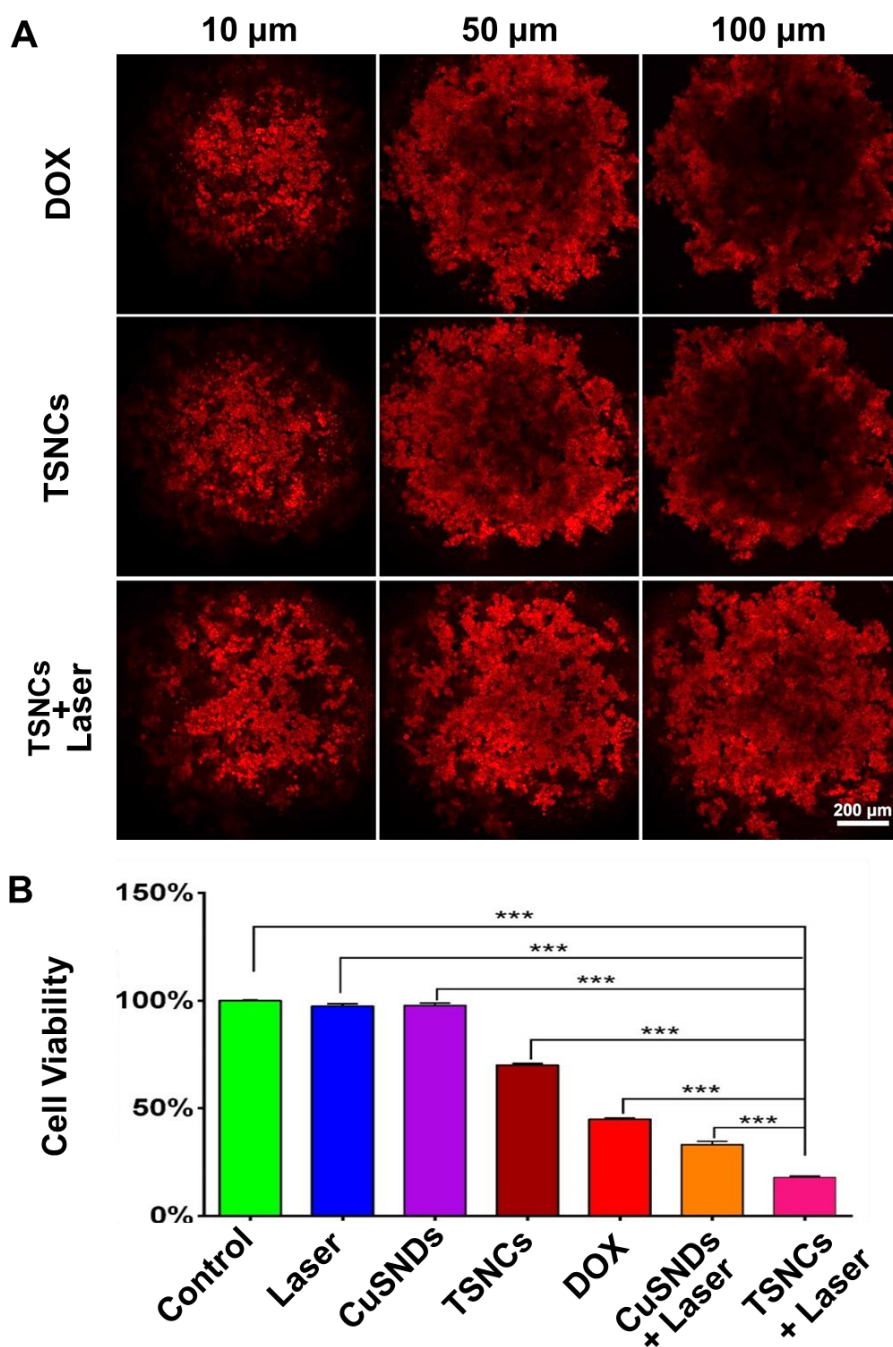 A
10 µm 50 µm 100 µm
DOX
TSNCs
TSNCs
+
Laser
200 µm
B
Cell Viability
150%
100%
50%
0%
***
***
***
***
***
***
Control
Laser
CuSNDs
TSNCs
DOX
CuSNDs
+ Laser
TSNCs
+ Laser